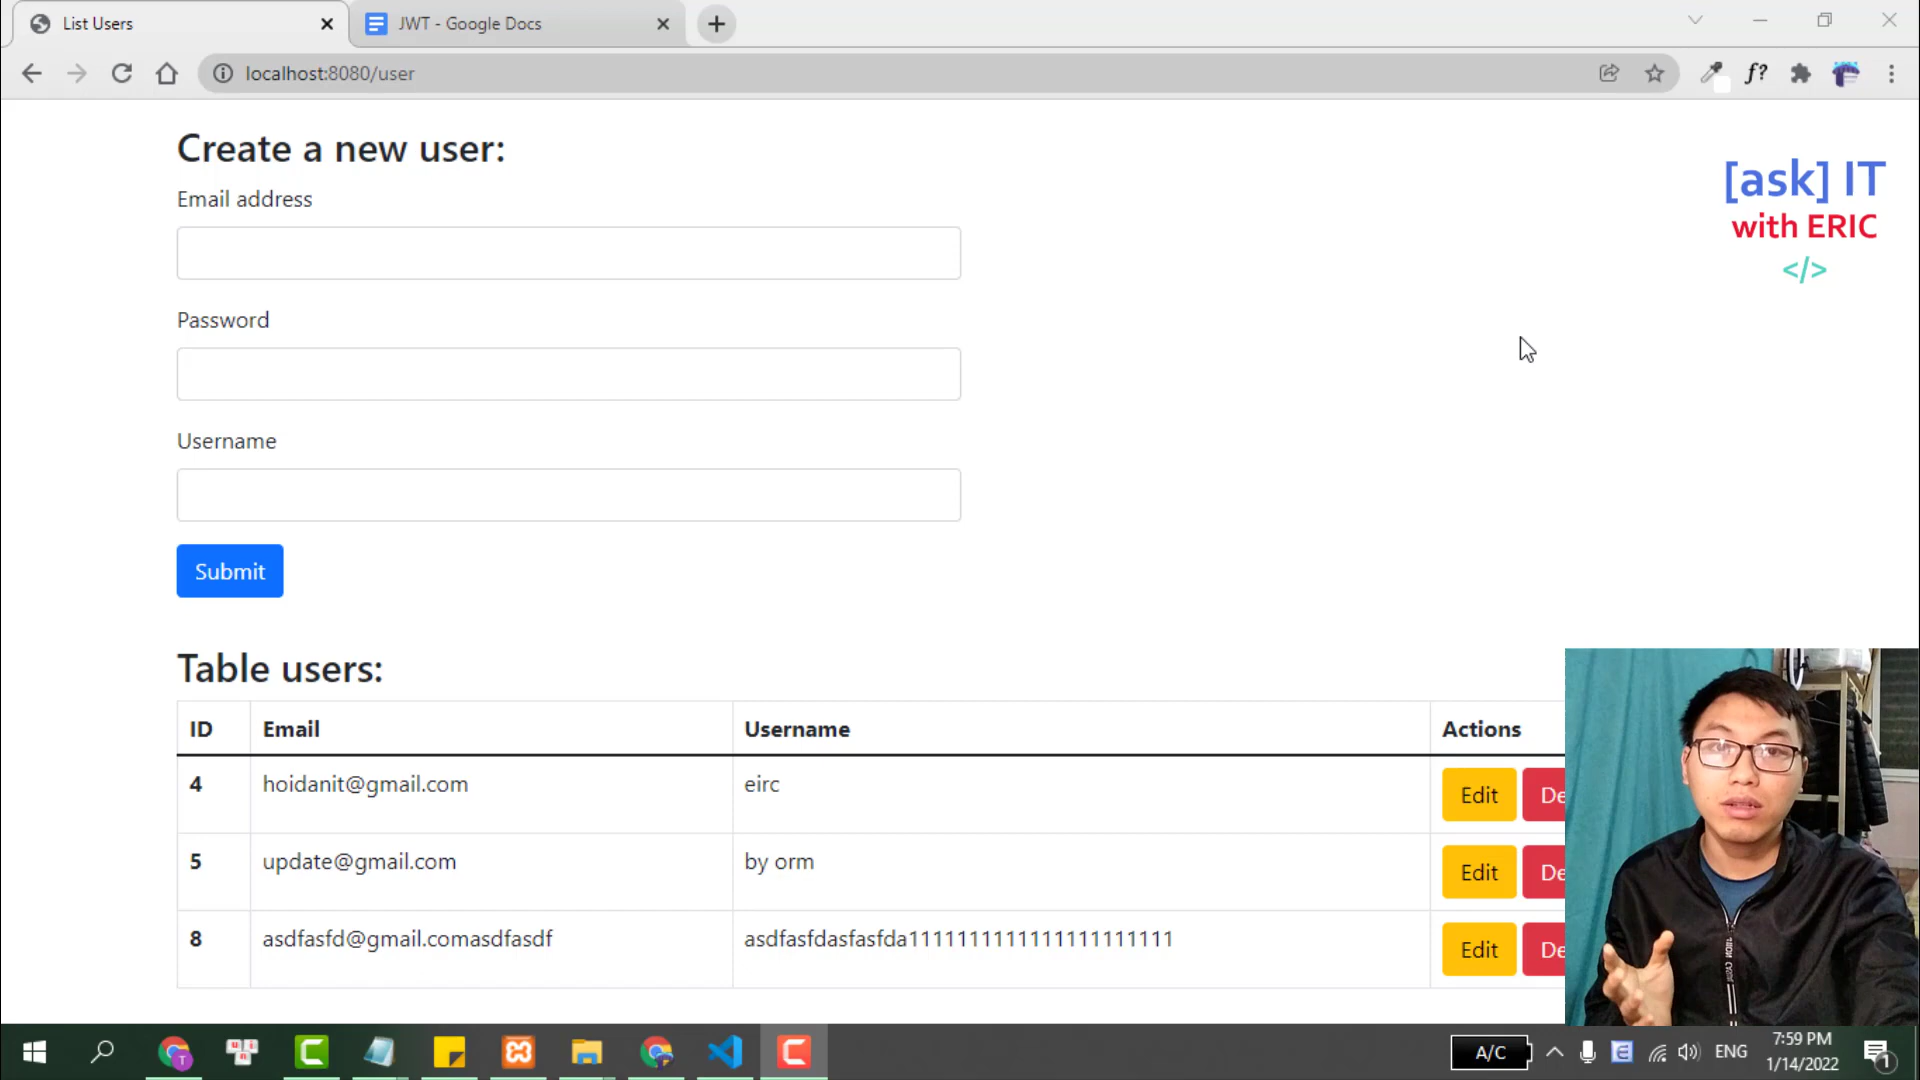 List Users
JWT - Google Docs
localhost:8080/user
f?
Create a new user:
Email address
Password
Username
Submit
[ask] IT
with ERIC
</>
Table users:
ID Email Username Actions
4 hoidanit@gmail.com eirc Edit De
5 update@gmail.com by orm Edit De
8 asdfasfd@gmail.comasdfasdf asdfasfdasfasfda1111111111111111111111 Edit De
A/C
ENG
7:59 PM
1/14/2022
1